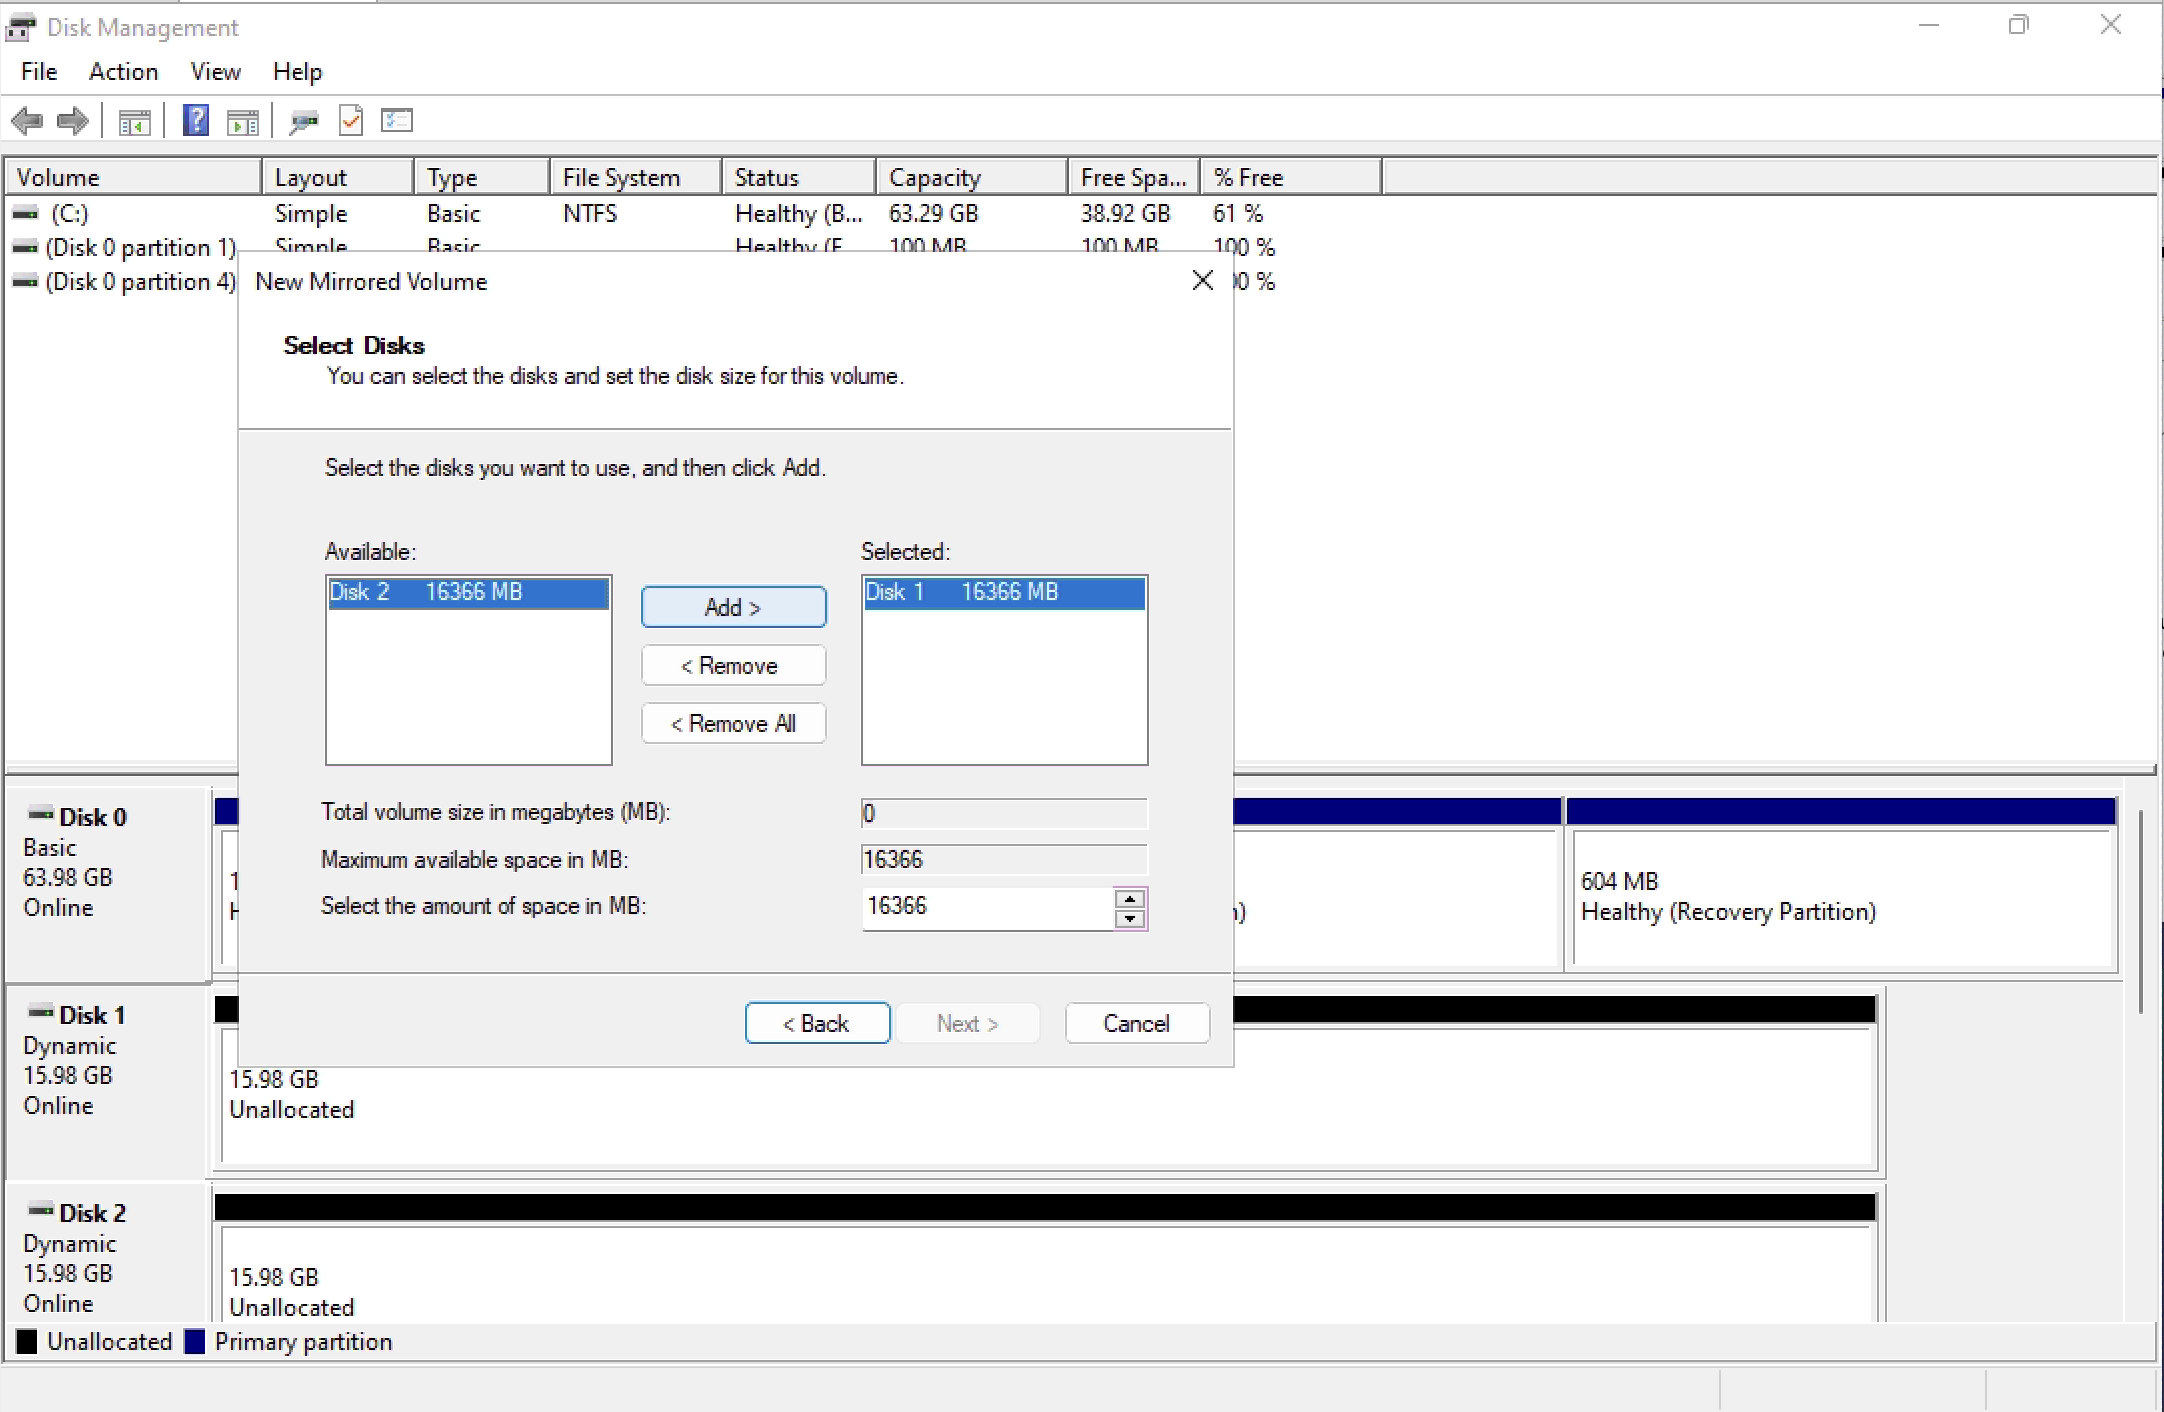 Disk Management
File Action View Help
Volume Layout Type File System Status Capacity Free Spa... % Free
(C:) Simple Basic NTFS Healthy (B... 63.29 GB 38.92 GB 61 %
(Disk 0 partition 1) Simple Basic Healthy (E 100 MB 100 MB 100 %
(Disk 0 partition 4) 00 %
New Mirrored Volume
Select Disks
You can select the disks and set the disk size for this volume.
Select the disks you want to use, and then click Add.
Available: Selected:
Disk 2 16366 MB Add > Disk 1 16366 MB
< Remove
< Remove All
Total volume size in megabytes (MB): 0
Maximum available space in MB: 16366
Select the amount of space in MB: 16366
< Back Next > Cancel
Disk 0
Basic
63.98 GB
Online
604 MB
Healthy (Recovery Partition)
Disk 1
Dynamic
15.98 GB
Online
15.98 GB
Unallocated
Disk 2
Dynamic
15.98 GB
Online
15.98 GB
Unallocated
Unallocated Primary partition